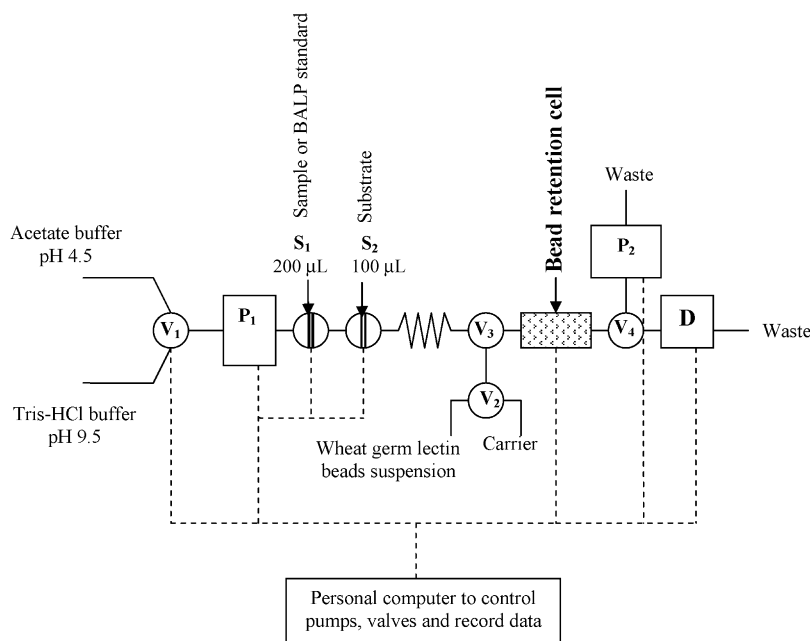 Sample or BALP standard
Substrate
Bead retention cell
Waste
Acetate buffer
pH 4.5
S₁
S₂
200 µL
100 µL
P₂
P₁
V₁
V₃
V₄
D
Waste
V₂
Tris-HCl buffer
pH 9.5
Wheat germ lectin
beads suspension
Carrier
Personal computer to control
pumps, valves and record data